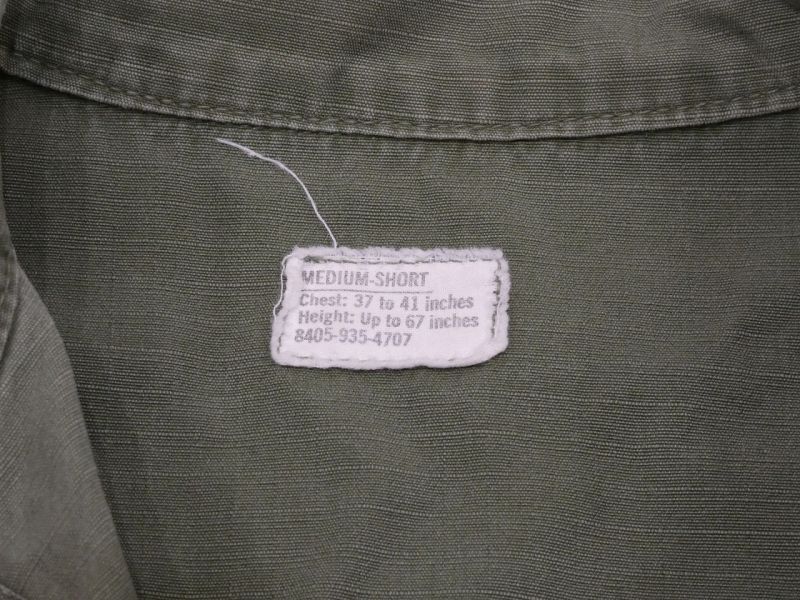 MEDIUM-SHORT
Chest: 37 to 41 inches
Height: Up to 67 inches
8405-935-4707